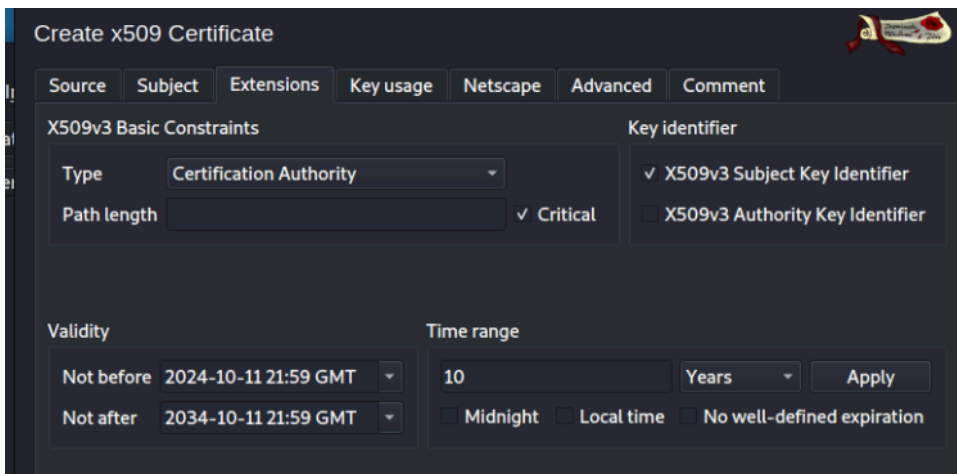 Create x509 Certificate
Source Subject Extensions Key usage Netscape Advanced Comment
X509v3 Basic Constraints
Type Certification Authority
Path length Critical
Key identifier
X509v3 Subject Key Identifier
X509v3 Authority Key Identifier
Validity
Not before 2024-10-11 21:59 GMT
Not after 2034-10-11 21:59 GMT
Time range
10 Years Apply
Midnight Local time No well-defined expiration